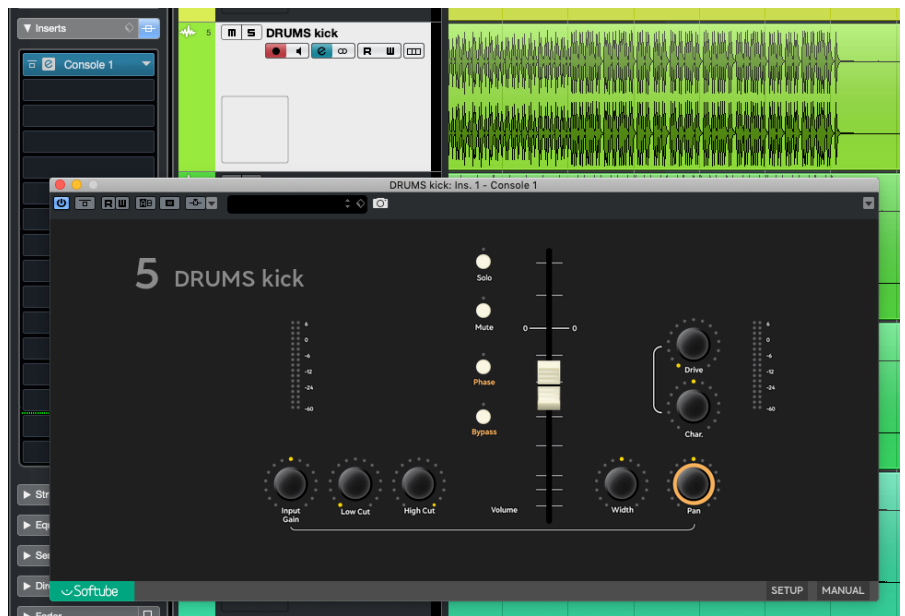 Inserts
5 m S DRUMS kick
R W
Console 1
DRUMS kick: Ins. 1 - Console 1
R W
5 DRUMS kick
Solo
Mute
0 0
Phase
Bypass
6
0
-6
-12
-24
-60
6
0
-6
-12
-24
-60
Drive
Char.
Input
Gain
Low Cut
High Cut
Volume
Width
Pan
Str
Equ
Se
Dir
Softube
SETUP
MANUAL
Fader